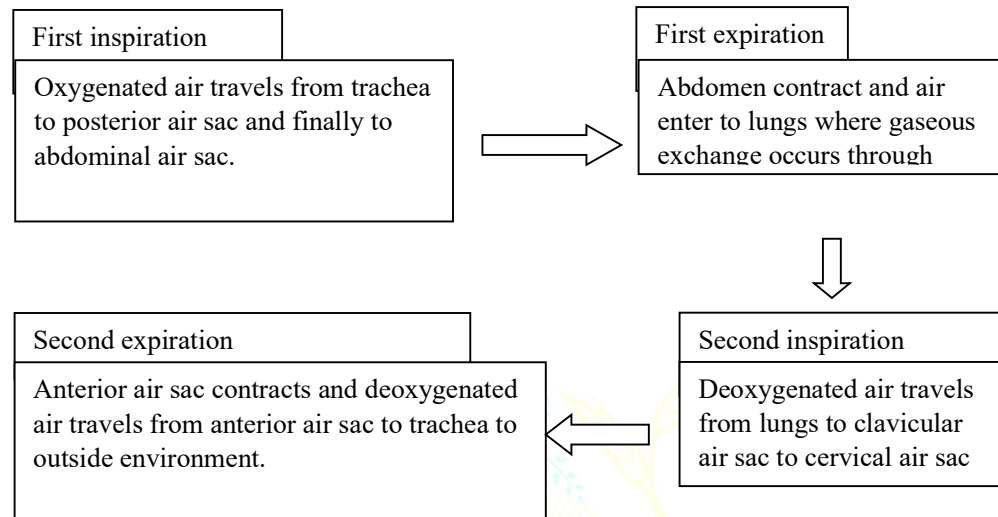 First inspiration
Oxygenated air travels from trachea
to posterior air sac and finally to
abdominal air sac.
First expiration
Abdomen contract and air
enter to lungs where gaseous
exchange occurs through
Second inspiration
Deoxygenated air travels
from lungs to clavicular
air sac to cervical air sac
Second expiration
Anterior air sac contracts and deoxygenated
air travels from anterior air sac to trachea to
outside environment.